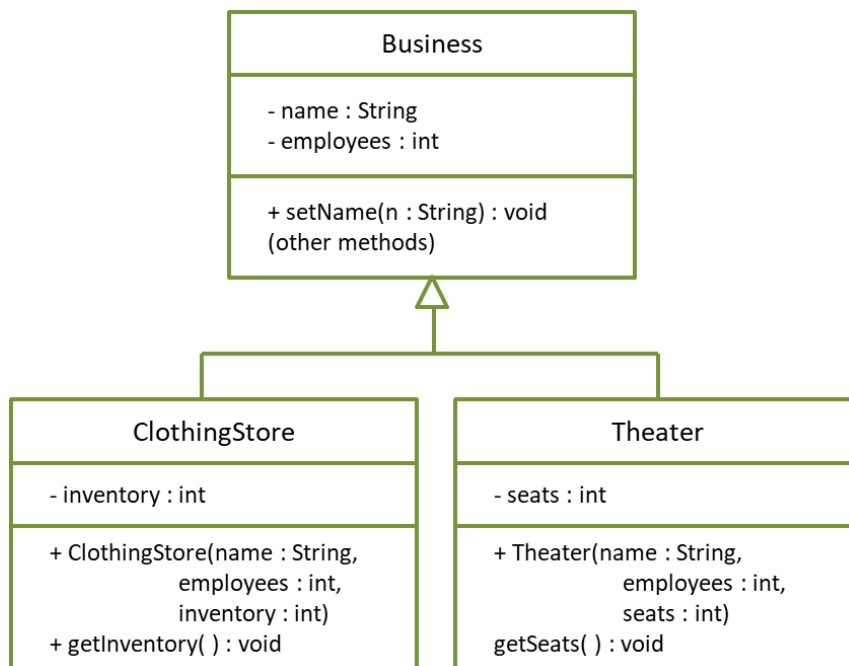 Business
- name : String
- employees : int
+ setName(n : String) : void
(other methods)
ClothingStore
- inventory : int
+ ClothingStore(name : String,
employees : int,
inventory : int)
+ getInventory( ) : void
Theater
- seats : int
+ Theater(name : String,
employees : int,
seats : int)
getSeats( ) : void